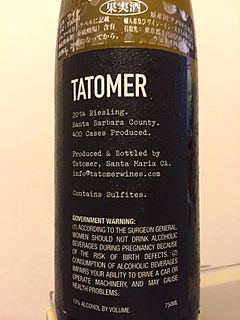 果実酒
TATOMER
2014 Riesling.
Santa Barbara County.
400 Cases Produced.
Produced & Bottled by
Tatomer, Santa Maria Ca.
info@tatomerwines.com
Contains Sulfites.
GOVERNMENT WARNING:
(1) ACCORDING TO THE SURGEON GENERAL,
WOMEN SHOULD NOT DRINK ALCOHOLIC
BEVERAGES DURING PREGNANCY BECAUSE
OF THE RISK OF BIRTH DEFECTS. (2)
CONSUMPTION OF ALCOHOLIC BEVERAGES
IMPAIRS YOUR ABILITY TO DRIVE A CAR OR
OPERATE MACHINERY, AND MAY CAUSE
HEALTH PROBLEMS.
13% ALCOHOL BY VOLUME 750ML